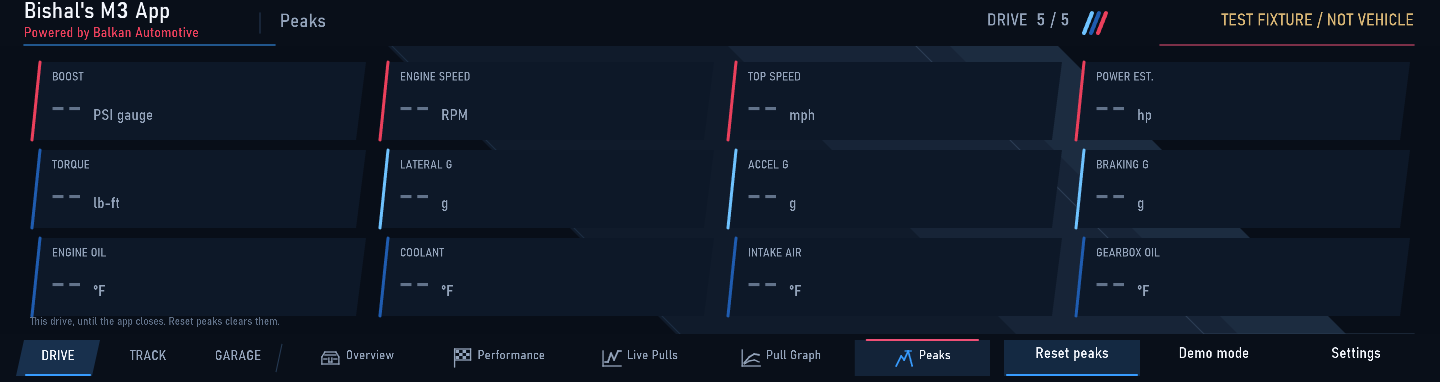 Bishal's M3 App
Powered by Balkan Automotive
Peaks
DRIVE 5 / 5
TEST FIXTURE / NOT VEHICLE
BOOST
-- PSI gauge
ENGINE SPEED
-- RPM
TOP SPEED
-- mph
POWER EST.
-- hp
TORQUE
-- lb-ft
LATERAL G
-- g
ACCEL G
-- g
BRAKING G
-- g
ENGINE OIL
-- °F
COOLANT
-- °F
INTAKE AIR
-- °F
GEARBOX OIL
-- °F
This drive, until the app closes. Reset peaks clears them.
DRIVE
TRACK
GARAGE
Overview
Performance
Live Pulls
Pull Graph
Peaks
Reset peaks
Demo mode
Settings